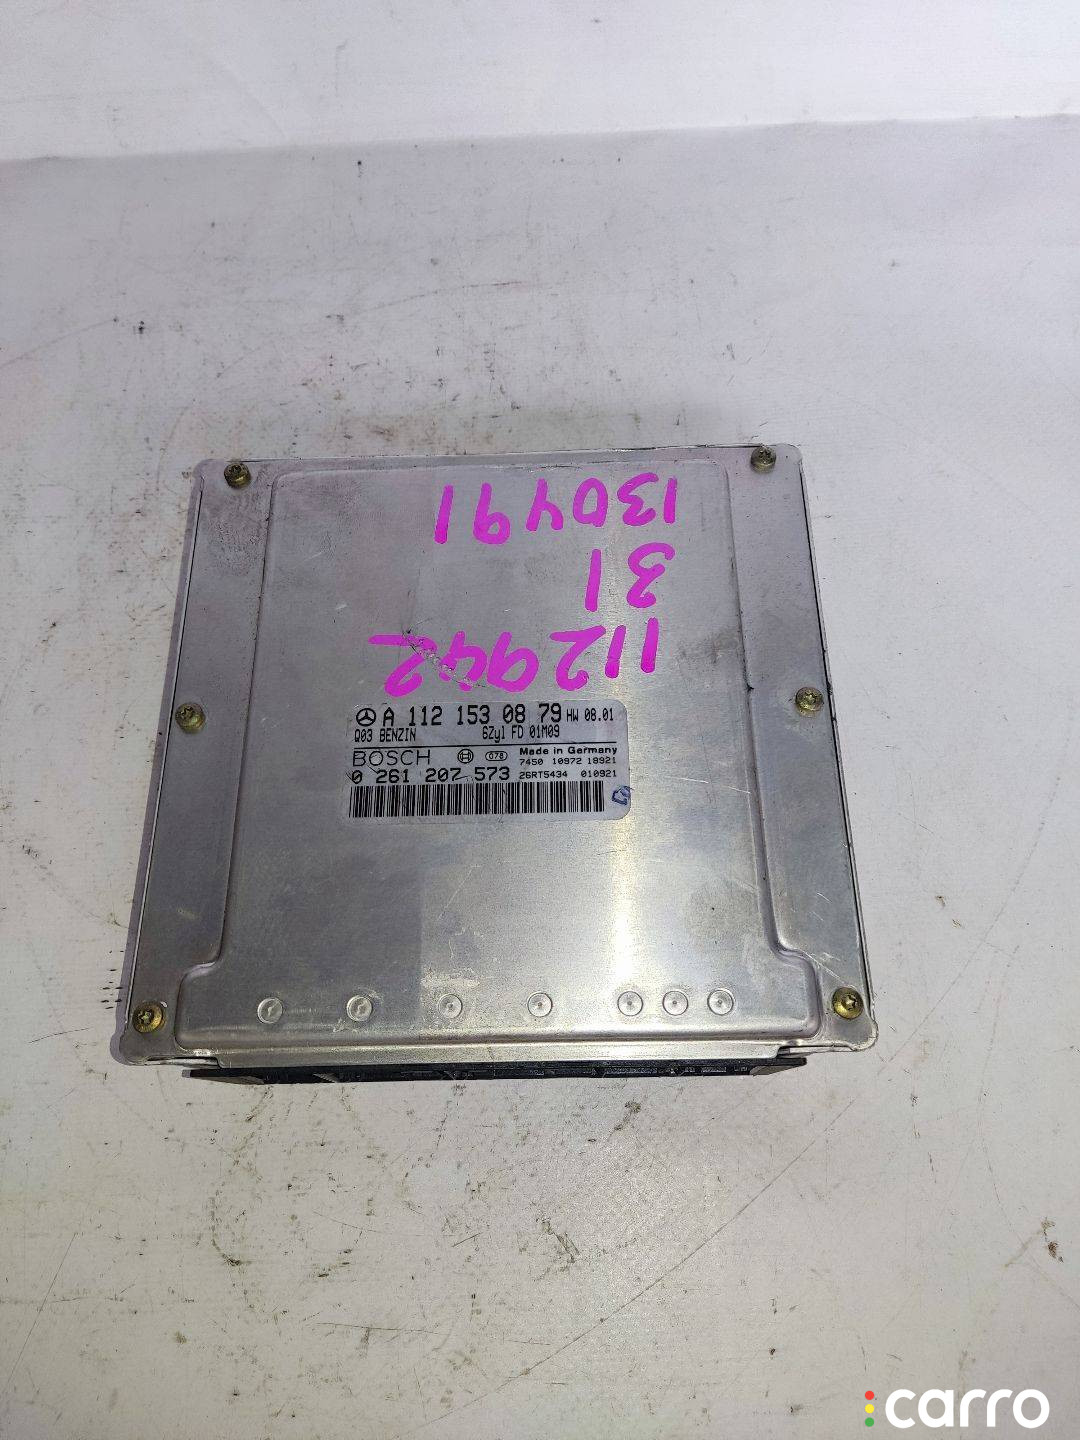 130491
31
112942
A 112 153 08 79 HW 08.01
Q03 BENZIN 6Zyl FD 01M09
BOSCH 078 Made in Germany
7450 10972 19921
0 261 207 573 26RT5434 010921
carro